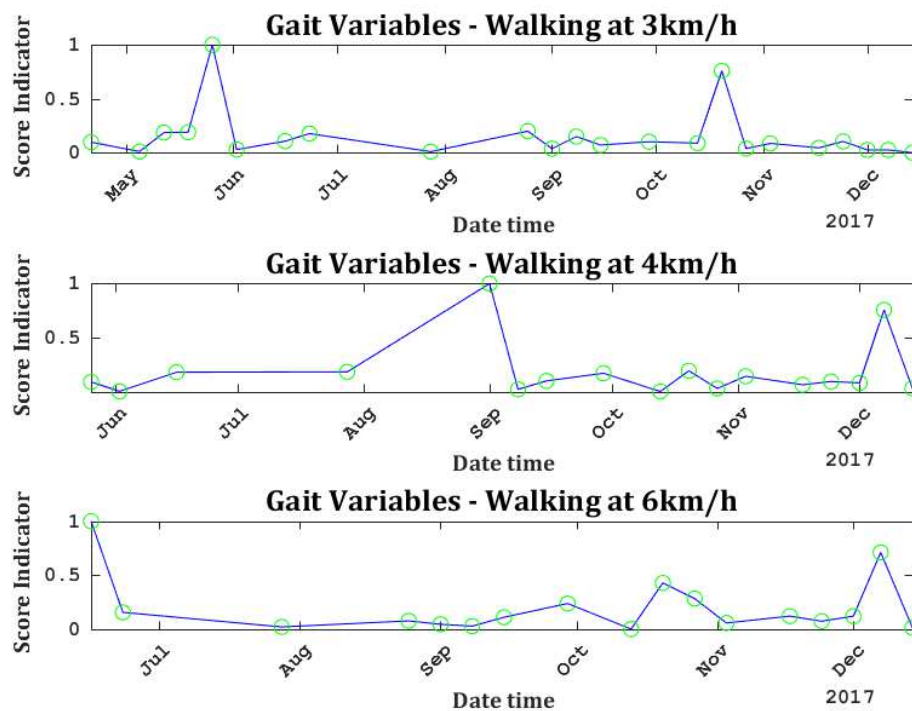 Gait Variables - Walking at 3km/h
Score Indicator
1
0.5
0
May Jun Jul Aug Sep Oct Nov Dec
Date time
2017
Gait Variables - Walking at 4km/h
Score Indicator
1
0.5
Jun Jul Aug Sep Oct Nov Dec
Date time
2017
Gait Variables - Walking at 6km/h
Score Indicator
1
0.5
0
Jul Aug Sep Oct Nov Dec
Date time
2017